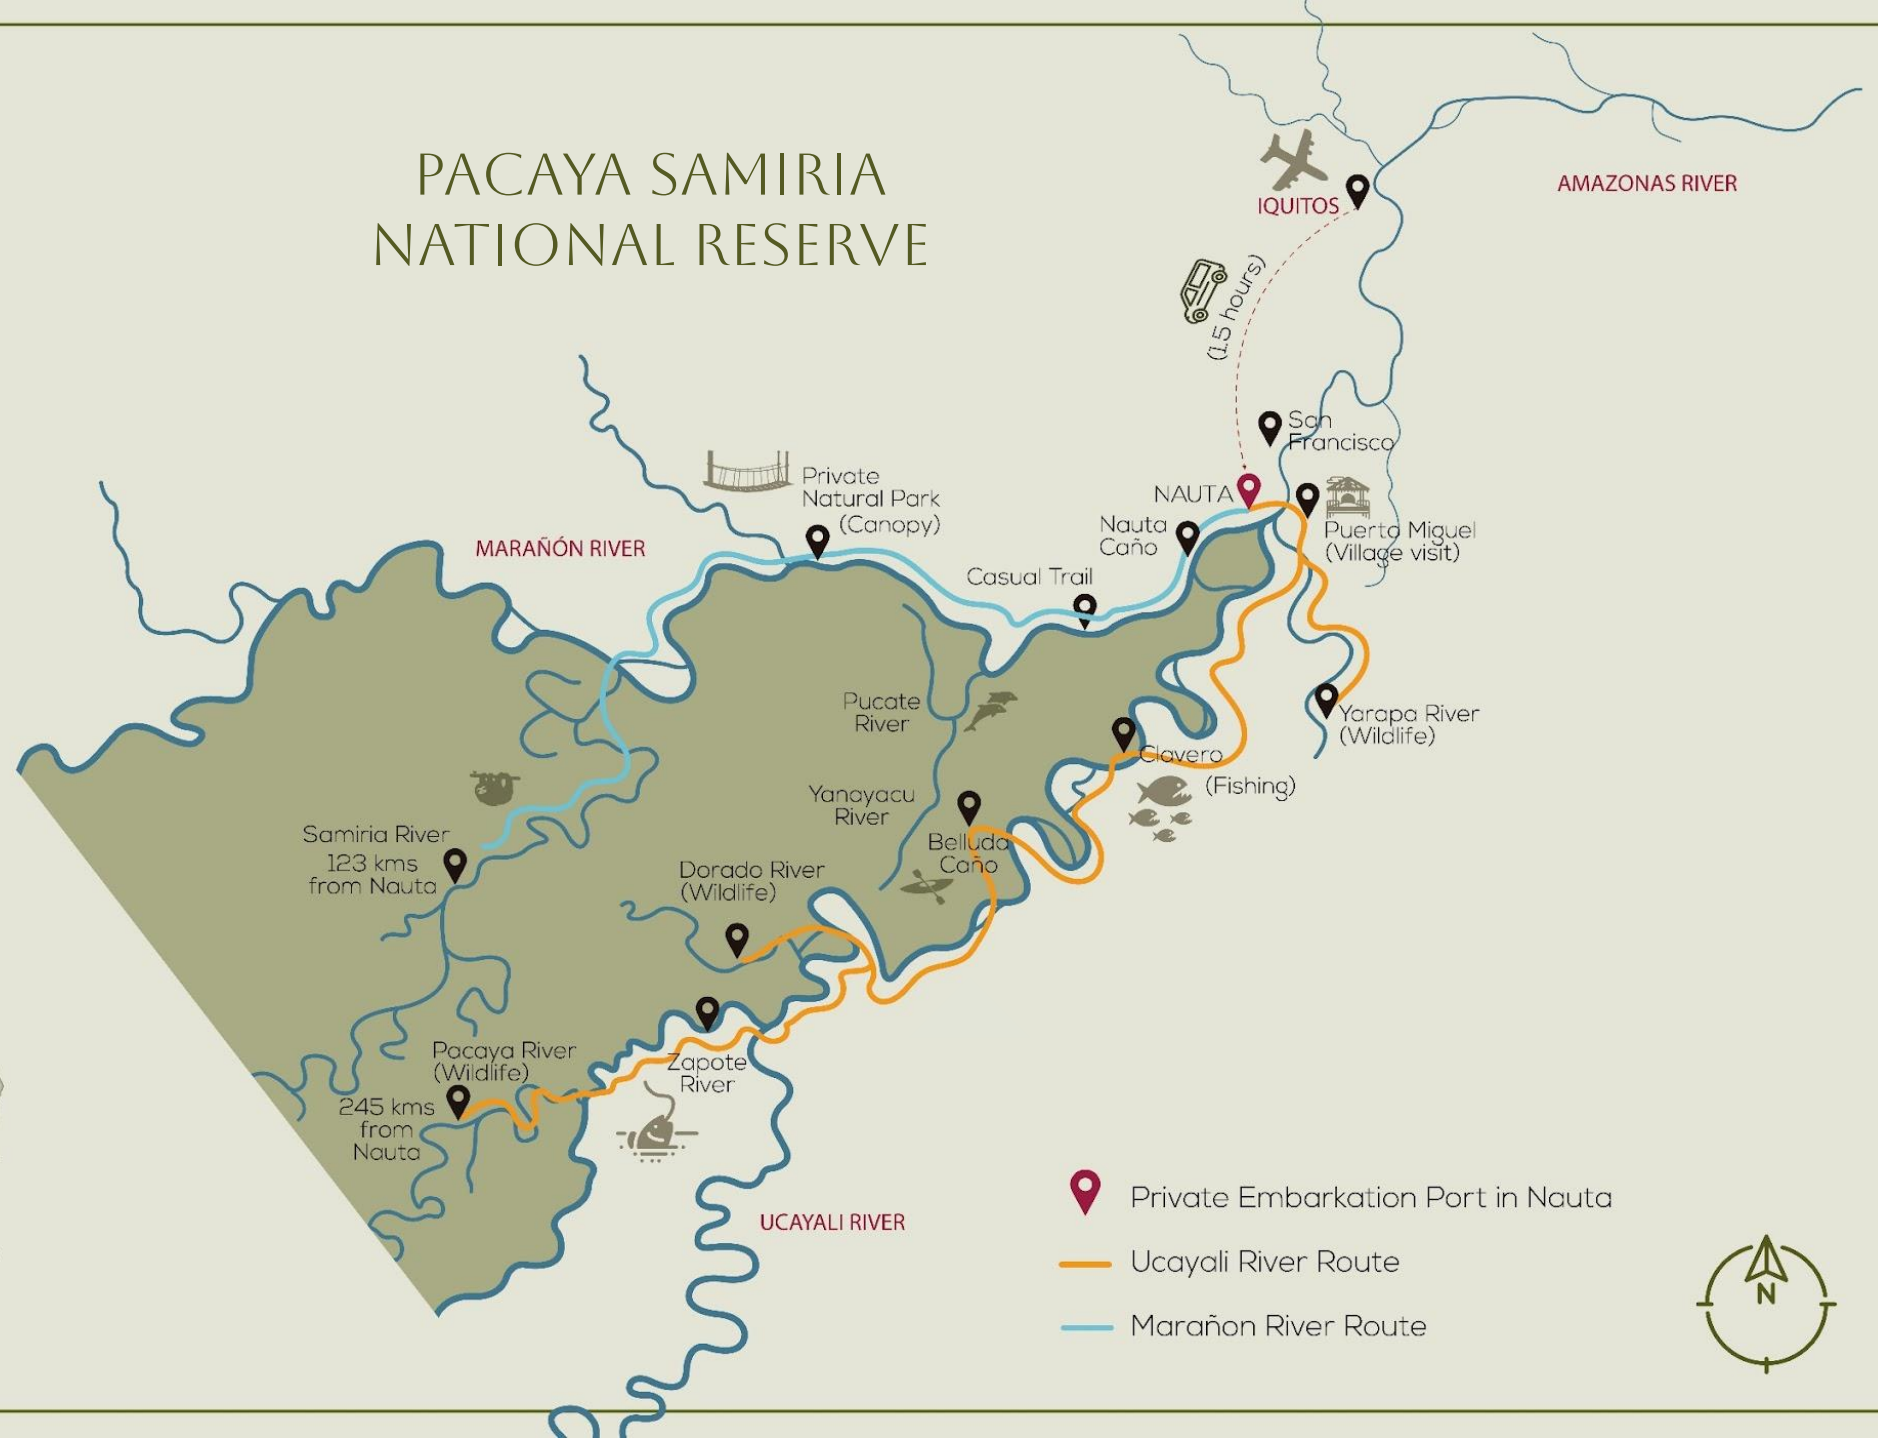 PACAYA SAMIRIA
NATIONAL RESERVE
AMAZONAS RIVER
IQUITOS
(1.5 hours)
San
Francisco
NAUTA
Private
Natural Park
(Canopy)
Nauta
Caño
Puerto Miguel
(Village visit)
MARAÑÓN RIVER
Casual Trail
Pucate
River
Yarapa River
(Wildlife)
Clavero
(Fishing)
Yanayacu
River
Samiria River
123 kms
from Nauta
Belluda
Caño
Dorado River
(Wildlife)
Pacaya River
(Wildlife)
Zapote
River
245 kms
from
Nauta
UCAYALI RIVER
Private Embarkation Port in Nauta
Ucayali River Route
Marañon River Route
N